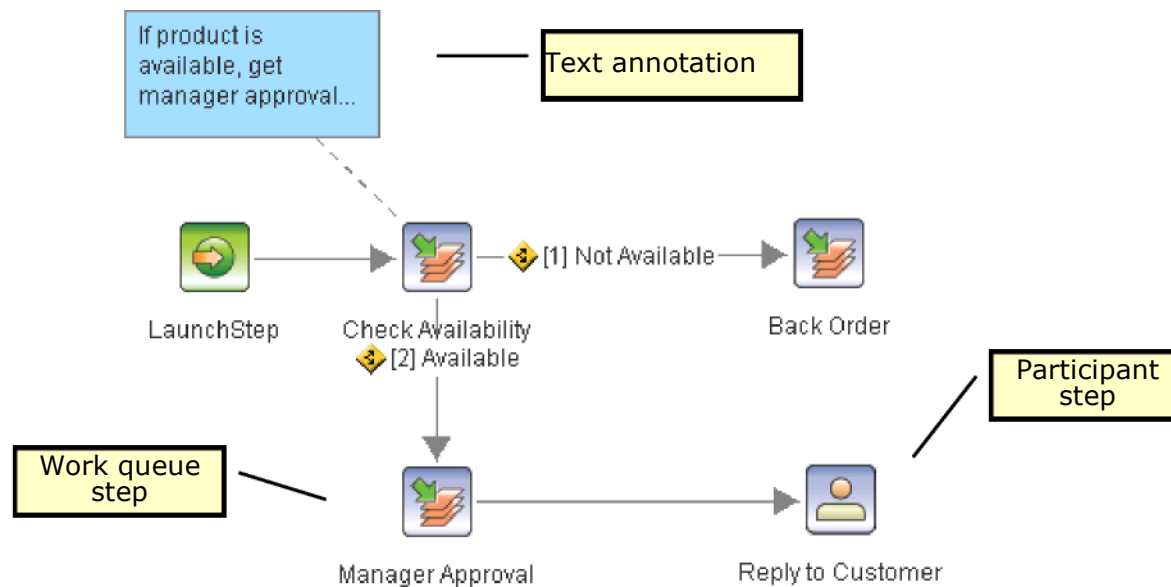 If product is
available, get
manager approval...
Text annotation
[1] Not Available
LaunchStep
Check Availability
Back Order
[2] Available
Participant
step
Work queue
step
Manager Approval
Reply to Customer